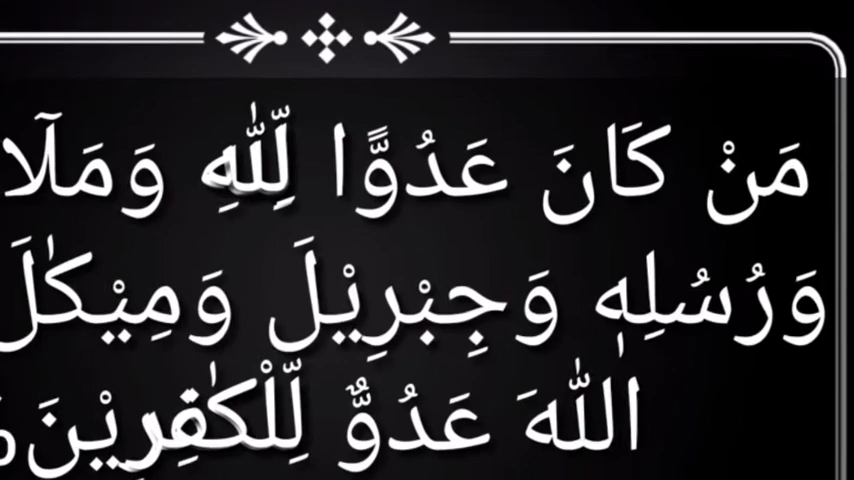 مَنْ كَانَ عَدُوًّا لِّلّٰهِ وَمَلَآ
وَرُسُلِهٖ وَجِبْرِيْلَ وَمِيْكٰلَ
اللّٰهَ عَدُوٌّ لِّلْكٰفِرِيْنَ